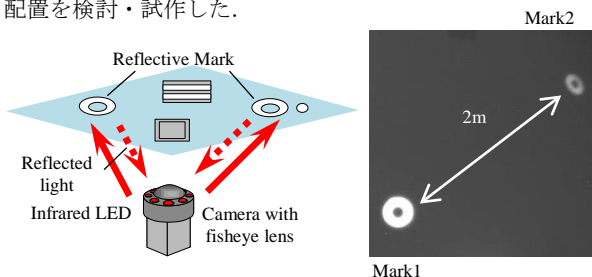 配置を検討・試作した.
Mark2
Reflective Mark
2m
Reflected
light
Infrared LED
Camera with
fisheye lens
Mark1